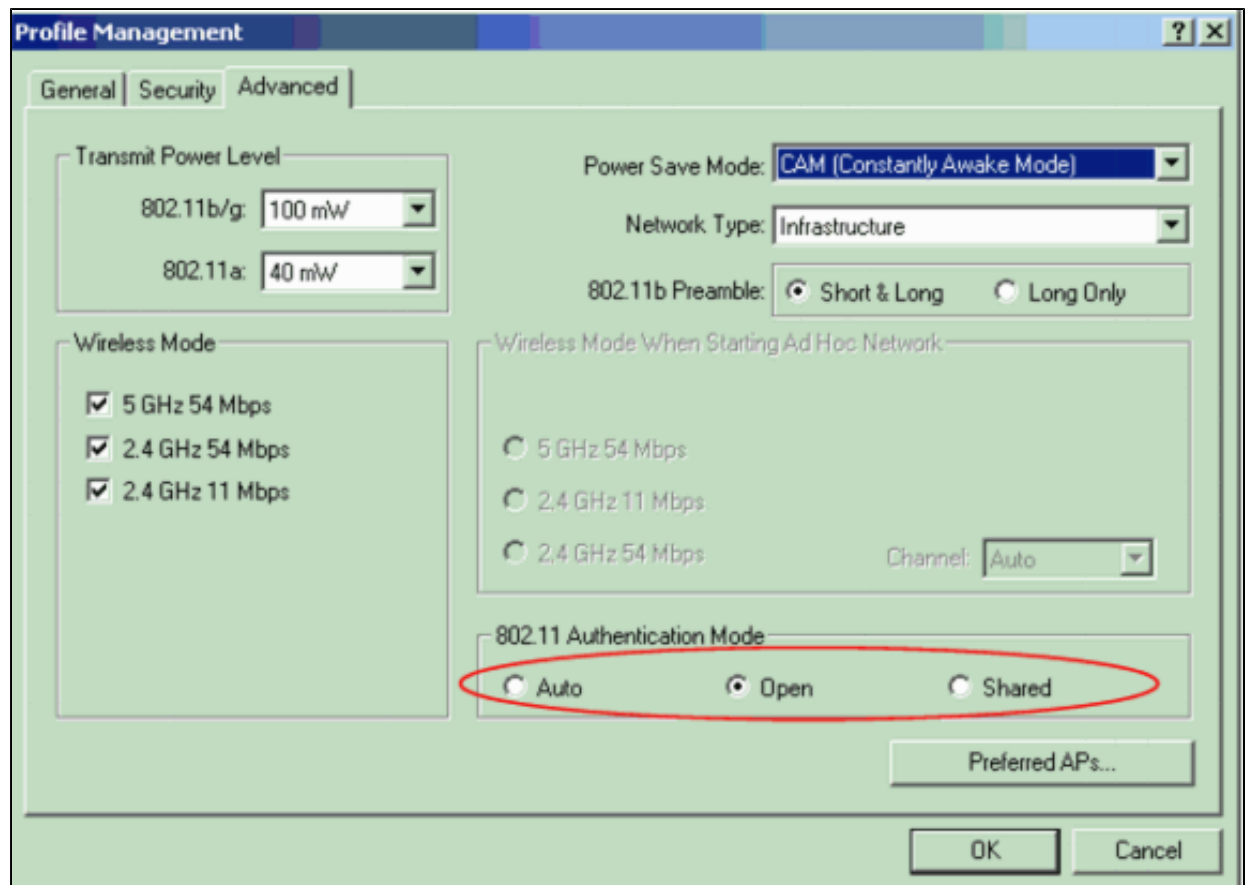 Profile Management
General
Security
Advanced
Transmit Power Level
802.11b/g: 100 mW
802.11a: 40 mW
Power Save Mode: CAM (Constantly Awake Mode)
Network Type: Infrastructure
802.11b Preamble: Short & Long Long Only
Wireless Mode
5 GHz 54 Mbps
2.4 GHz 54 Mbps
2.4 GHz 11 Mbps
Wireless Mode When Starting Ad Hoc Network
5 GHz 54 Mbps
2.4 GHz 11 Mbps
2.4 GHz 54 Mbps
Channel: Auto
802.11 Authentication Mode
Auto Open Shared
Preferred APs...
OK Cancel